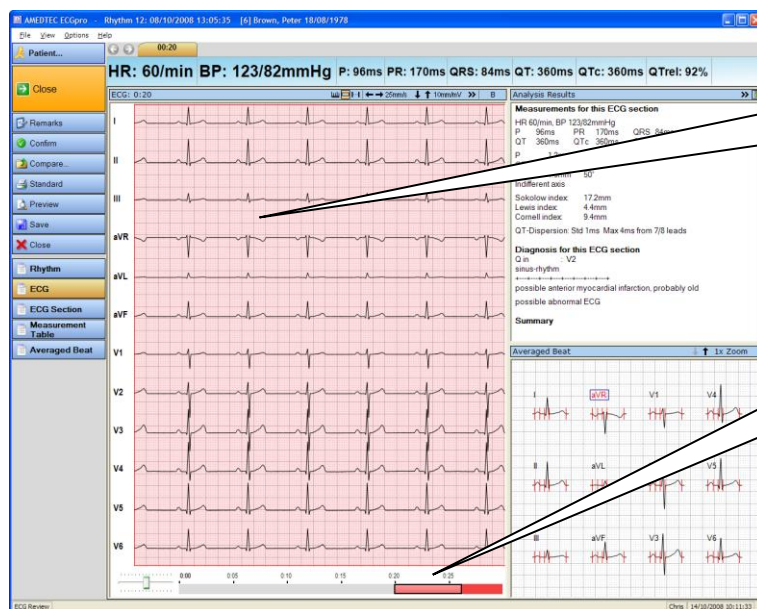 AMEDTEC ECGpro - Rhythm 12: 08/10/2008 13:05:35 [6] Brown, Peter 18/08/1978
File View Options Help
Patient...
00:20
HR: 60/min BP: 123/82mmHg P: 96ms PR: 170ms QRS: 84ms QT: 360ms QTc: 360ms QTrel: 92%
Close
ECG: 0:20
25mm/s 10mm/mV B
Analysis Results
Remarks
Confirm
Compare...
Standard
Preview
Save
Close
Rhythm
ECG
ECG Section
Measurement Table
Averaged Beat
I
II
III
aVR
aVL
aVF
V1
V2
V3
V4
V5
V6
0:00 0:05 0:10 0:15 0:20 0:25
Measurements for this ECG section
HR 60/min, BP 123/82mmHg
P 96ms PR 170ms QRS 84ms
QT 360ms QTc 360ms
P
Indifferent axis
Sokolow index: 17.2mm
Lewis index: 4.4mm
Cornell index: 9.4mm
QT-Dispersion: Std 1ms Max 4ms from 7/8 leads
Diagnosis for this ECG section
Q in : V2
sinus-rhythm
possible anterior myocardial infarction, probably old
possible abnormal ECG
Summary
Averaged Beat 1x Zoom
I aVR V1 V4
II aVL V5
III aVF V3 V6
ECG Review
Chris 14/10/2008 10:11:33